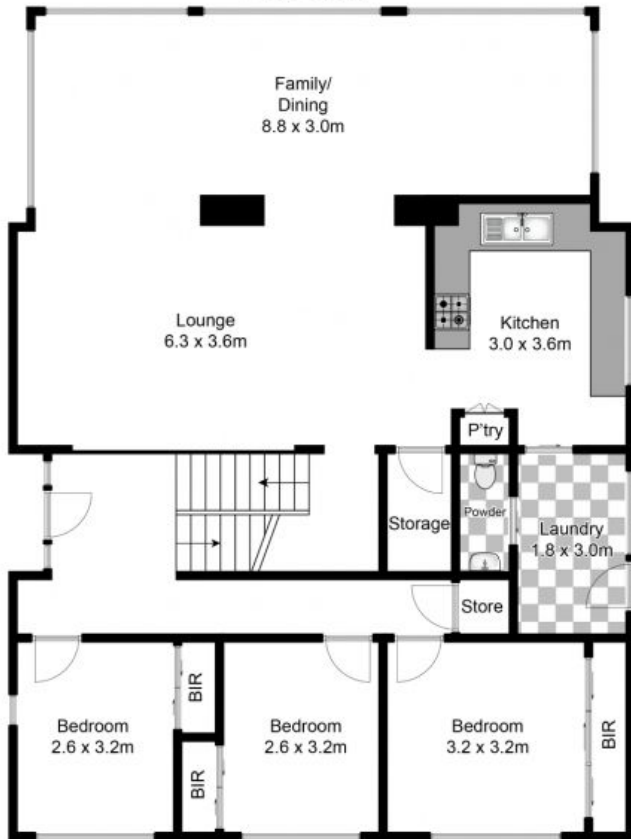 Family/
Dining
8.8 x 3.0m
Lounge
6.3 x 3.6m
Kitchen
3.0 x 3.6m
P'try
Storage
Powder
Laundry
1.8 x 3.0m
Store
BIR
Bedroom
2.6 x 3.2m
BIR
Bedroom
2.6 x 3.2m
Bedroom
3.2 x 3.2m
BIR